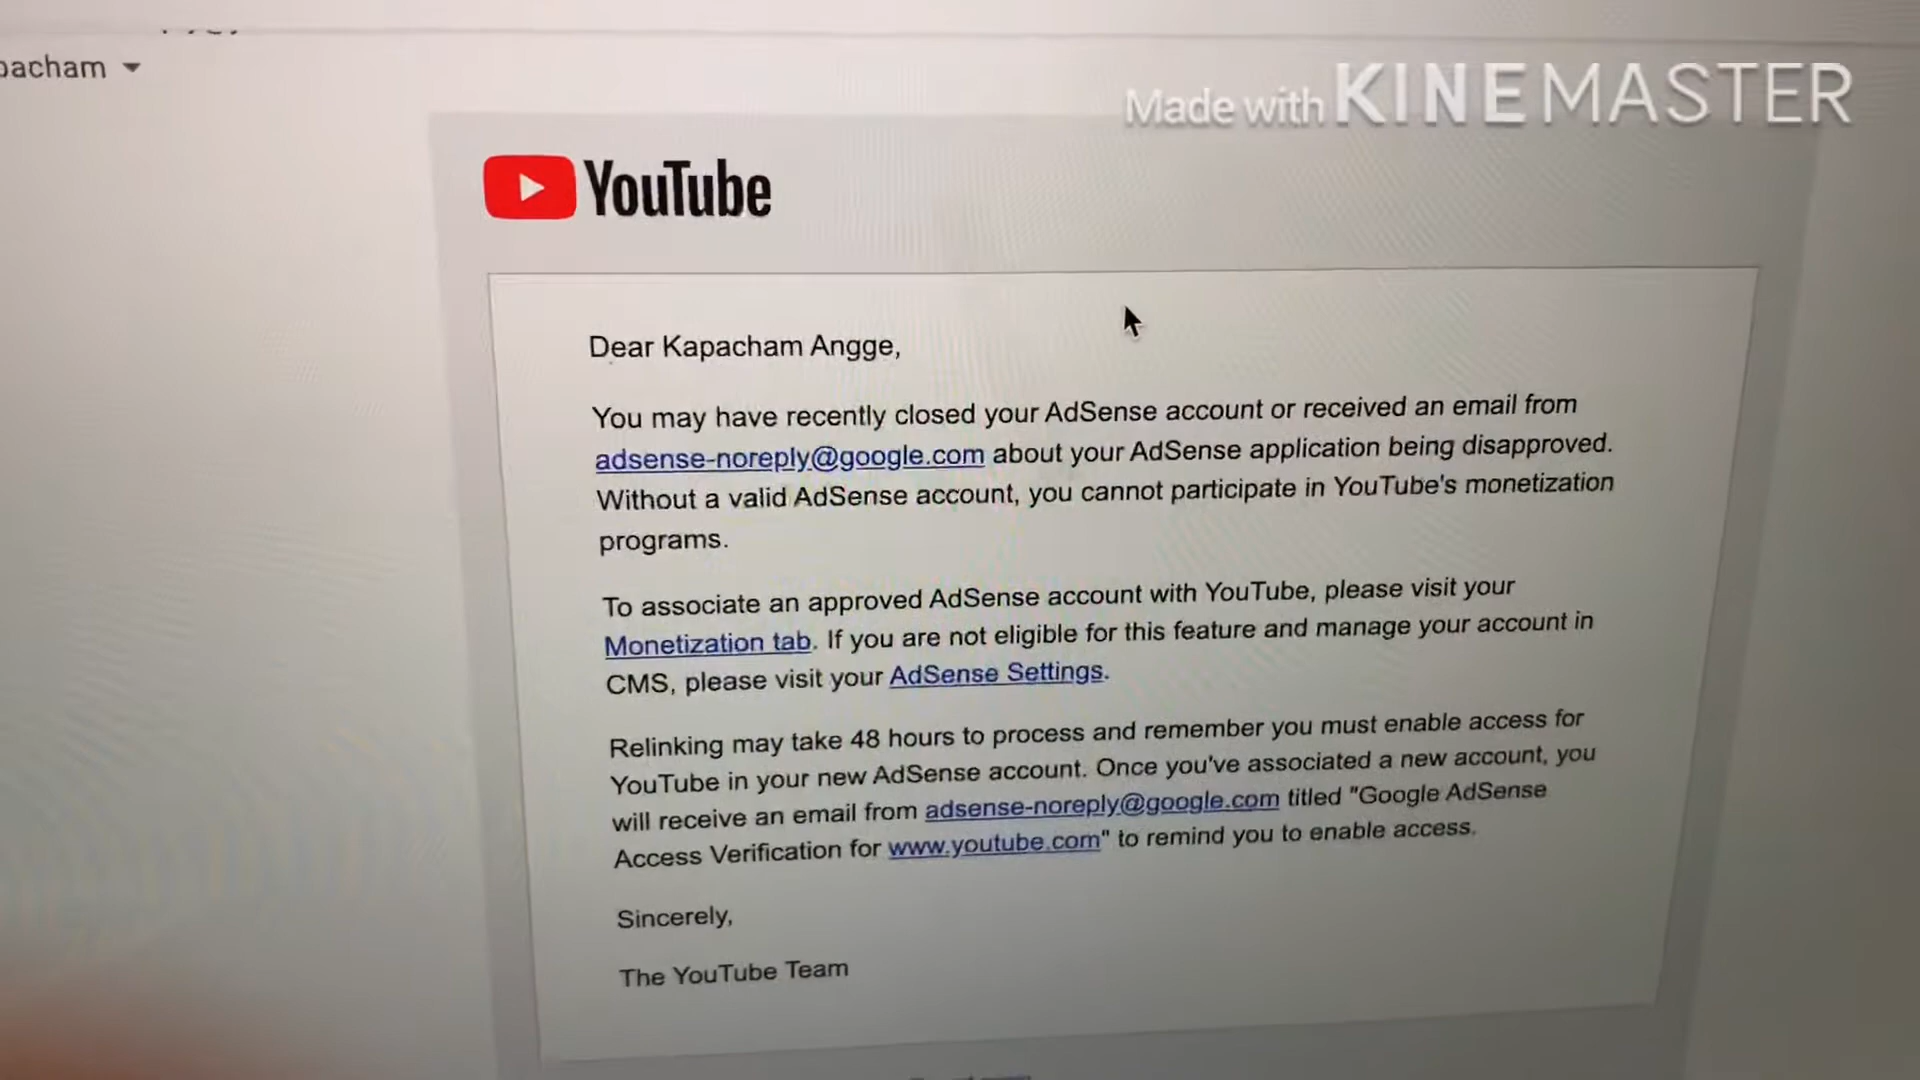 pacham
Made with KINEMASTER
YouTube
Dear Kapacham Angge,
You may have recently closed your AdSense account or received an email from
adsense-noreply@google.com about your AdSense application being disapproved.
Without a valid AdSense account, you cannot participate in YouTube's monetization
programs.
To associate an approved AdSense account with YouTube, please visit your
Monetization tab. If you are not eligible for this feature and manage your account in
CMS, please visit your AdSense Settings.
Relinking may take 48 hours to process and remember you must enable access for
YouTube in your new AdSense account. Once you've associated a new account, you
will receive an email from adsense-noreply@google.com titled "Google AdSense
Access Verification for www.youtube.com" to remind you to enable access.
Sincerely,
The YouTube Team